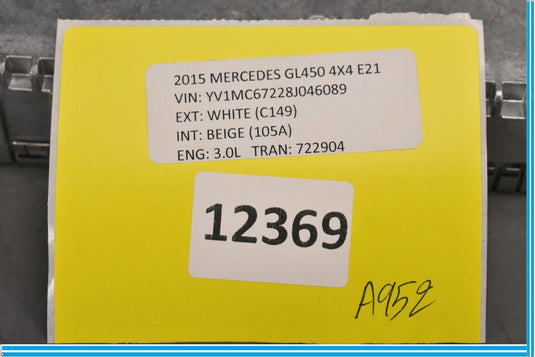 2015 MERCEDES GL450 4X4 E21
VIN: YV1MC67228J046089
EXT: WHITE (C149)
INT: BEIGE (105A)
ENG: 3.0L TRAN: 722904
12369
A952